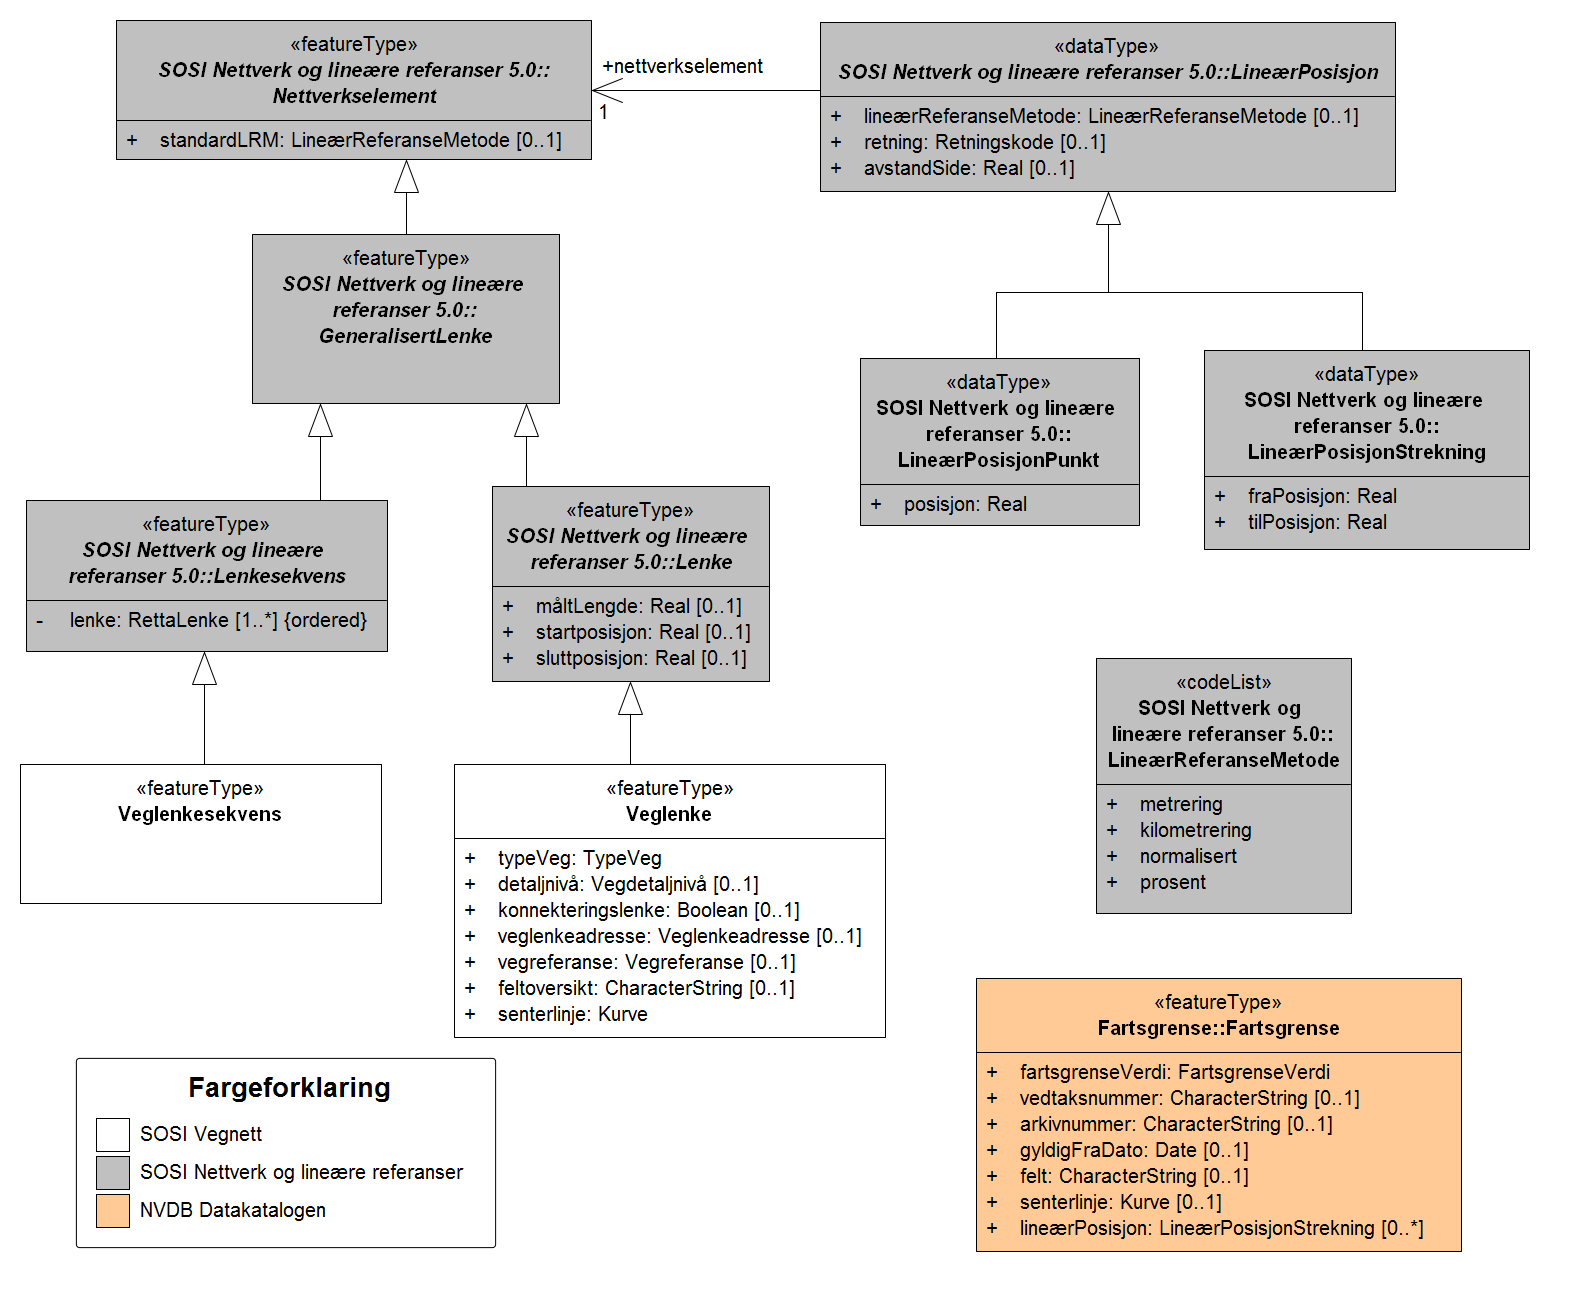 «featureType»
SOSI Nettverk og lineære referanser 5.0::
Nettverkselement
+ standardLRM: LineærReferanseMetode [0..1]
+nettverkselement
1
«dataType»
SOSI Nettverk og lineære referanser 5.0::LineærPosisjon
+ lineærReferanseMetode: LineærReferanseMetode [0..1]
+ retning: Retningskode [0..1]
+ avstandSide: Real [0..1]
«featureType»
SOSI Nettverk og lineære
referanser 5.0::
GeneralisertLenke
«dataType»
SOSI Nettverk og lineære
referanser 5.0::
LineærPosisjonPunkt
+ posisjon: Real
«dataType»
SOSI Nettverk og lineære
referanser 5.0::
LineærPosisjonStrekning
+ fraPosisjon: Real
+ tilPosisjon: Real
«featureType»
SOSI Nettverk og lineære
referanser 5.0::Lenkesekvens
- lenke: RettaLenke [1..*] {ordered}
«featureType»
SOSI Nettverk og lineære
referanser 5.0::Lenke
+ måltLengde: Real [0..1]
+ startposisjon: Real [0..1]
+ sluttposisjon: Real [0..1]
«codeList»
SOSI Nettverk og
lineære referanser 5.0::
LineærReferanseMetode
+ metrering
+ kilometrering
+ normalisert
+ prosent
«featureType»
Veglenkesekvens
«featureType»
Veglenke
+ typeVeg: TypeVeg
+ detaljnivå: Vegdetaljnivå [0..1]
+ konnekteringslenke: Boolean [0..1]
+ veglenkeadresse: Veglenkeadresse [0..1]
+ vegreferanse: Vegreferanse [0..1]
+ feltoversikt: CharacterString [0..1]
+ senterlinje: Kurve
«featureType»
Fartsgrense::Fartsgrense
+ fartsgrenseVerdi: FartsgrenseVerdi
+ vedtaksnummer: CharacterString [0..1]
+ arkivnummer: CharacterString [0..1]
+ gyldigFraDato: Date [0..1]
+ felt: CharacterString [0..1]
+ senterlinje: Kurve [0..1]
+ lineærPosisjon: LineærPosisjonStrekning [0..*]
Fargeforklaring
SOSI Vegnett
SOSI Nettverk og lineære referanser
NVDB Datakatalogen